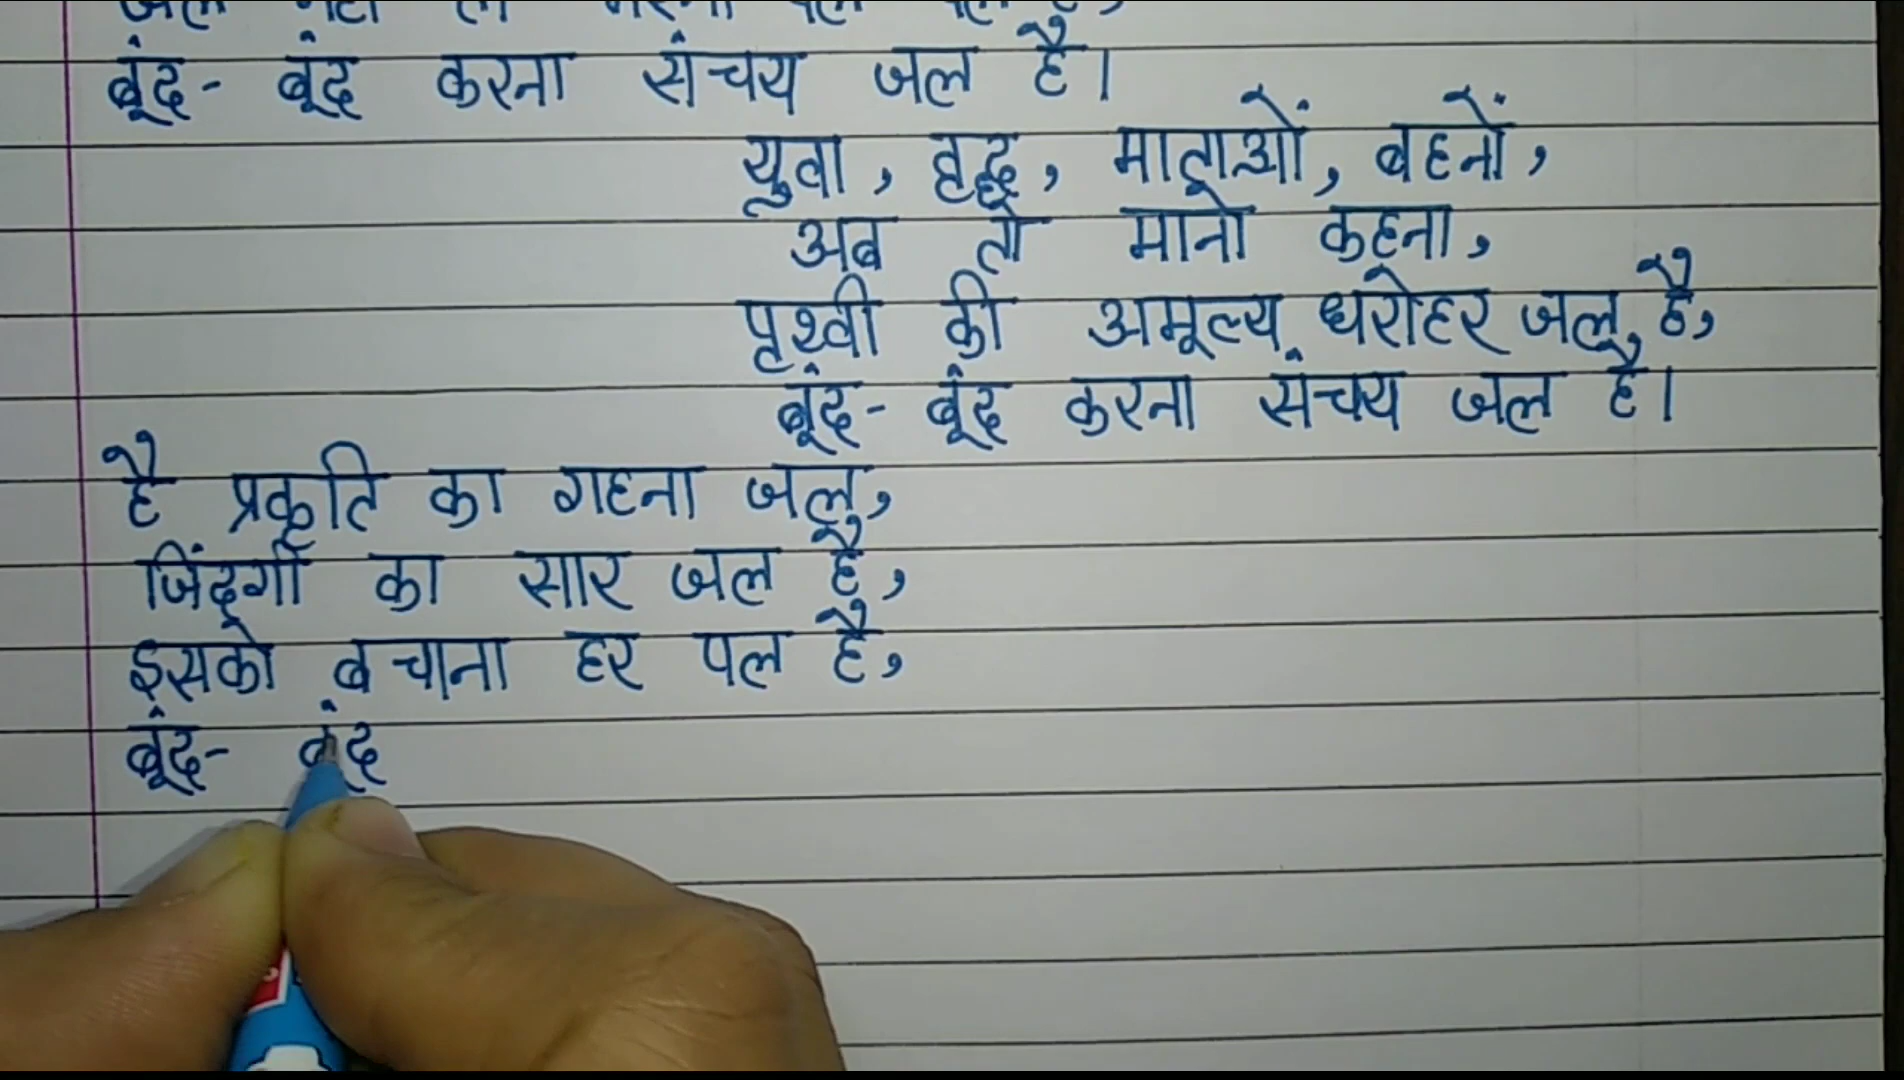 बूंद- बूंद करना संचय जल है।
युवा, वृद्ध, माताओं, बहनों,
अब तो मानो कहना,
पृथ्वी की अमूल्य धरोहर जल है,
बूंद- बूंद करना संचय जल है।
है प्रकृति का गहना जल,
जिंदगी का सार जल है,
इसको बचाना हर पल है,
बूंद- बंद